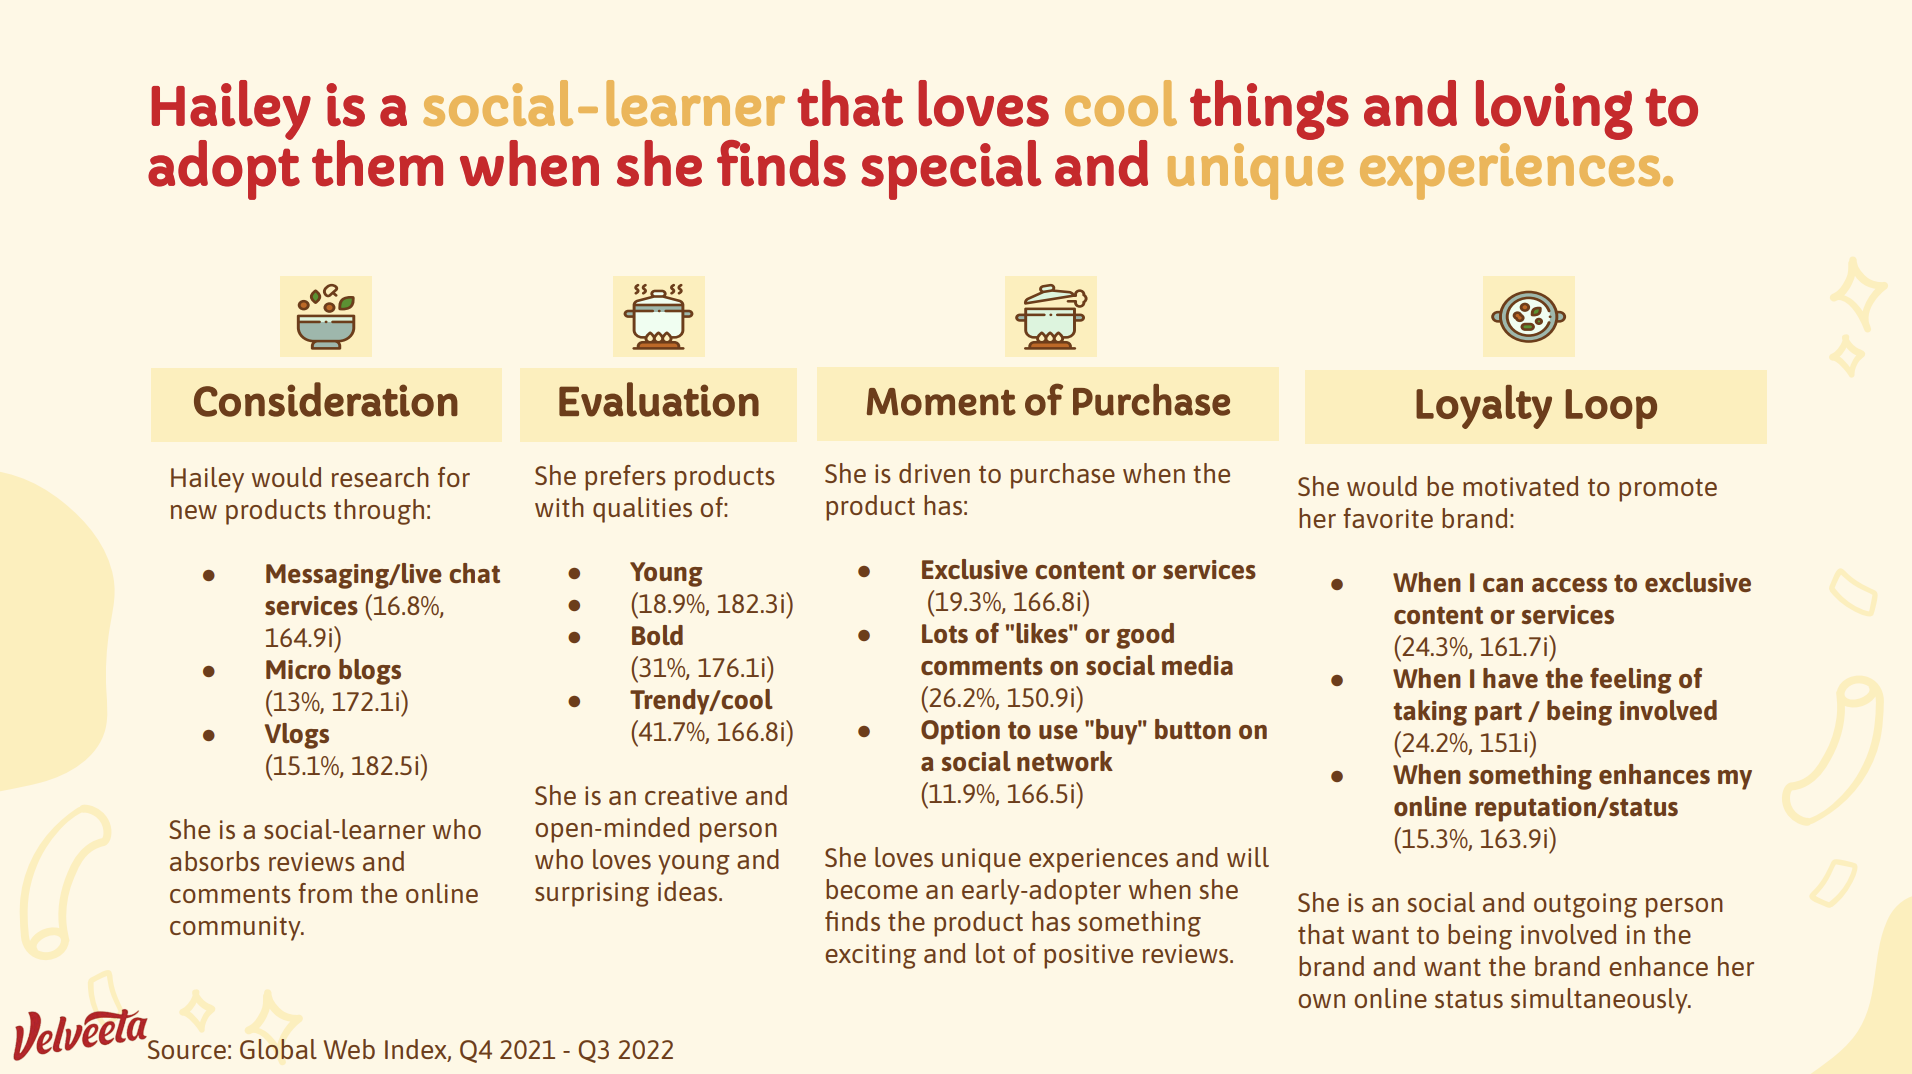 Hailey is a social-learner that loves cool things and loving to
adopt them when she finds special and unique experiences.
Consideration
Hailey would research for
new products through:
● Messaging/live chat
services (16.8%,
164.9i)
● Micro blogs
(13%, 172.1i)
● Vlogs
(15.1%, 182.5i)
She is a social-learner who
absorbs reviews and
comments from the online
community.
Evaluation
She prefers products
with qualities of:
● Young
● (18.9%, 182.3i)
● Bold
(31%, 176.1i)
● Trendy/cool
(41.7%, 166.8i)
She is an creative and
open-minded person
who loves young and
surprising ideas.
Moment of Purchase
She is driven to purchase when the
product has:
● Exclusive content or services
(19.3%, 166.8i)
● Lots of "likes" or good
comments on social media
(26.2%, 150.9i)
● Option to use "buy" button on
a social network
(11.9%, 166.5i)
She loves unique experiences and will
become an early-adopter when she
finds the product has something
exciting and lot of positive reviews.
Loyalty Loop
She would be motivated to promote
her favorite brand:
● When I can access to exclusive
content or services
(24.3%, 161.7i)
● When I have the feeling of
taking part / being involved
(24.2%, 151i)
● When something enhances my
online reputation/status
(15.3%, 163.9i)
She is an social and outgoing person
that want to being involved in the
brand and want the brand enhance her
own online status simultaneously.
Velveeta
Source: Global Web Index, Q4 2021 - Q3 2022